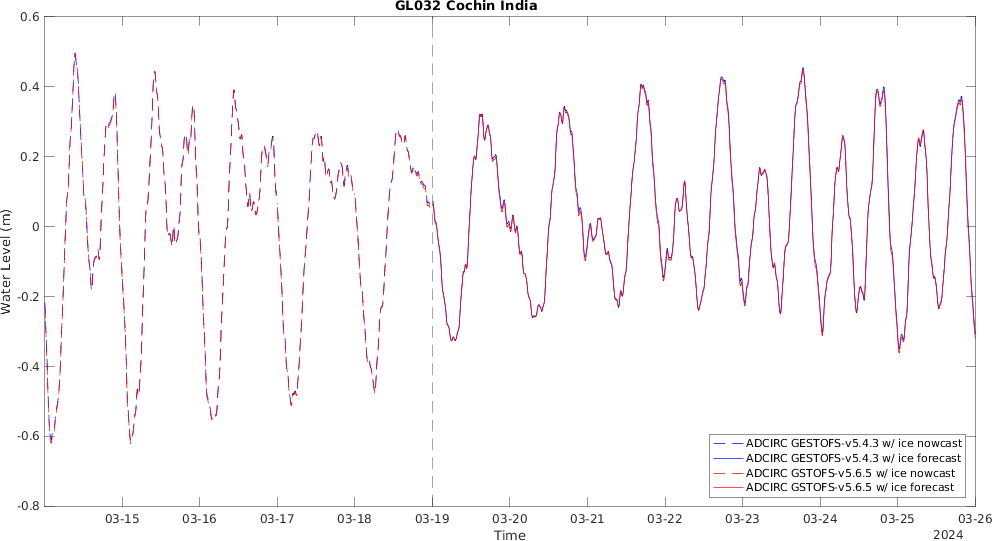 GL032 Cochin India
0.6
0.4
0.2
0
-0.2
-0.4
-0.6
-0.8
Water Level (m)
ADCIRC GESTOFS-v5.4.3 w/ ice nowcast
ADCIRC GESTOFS-v5.4.3 w/ ice forecast
ADCIRC GSTOFS-v5.6.5 w/ ice nowcast
ADCIRC GSTOFS-v5.6.5 w/ ice forecast
03-15 03-16 03-17 03-18 03-19 03-20 03-21 03-22 03-23 03-24 03-25 03-26
Time
2024